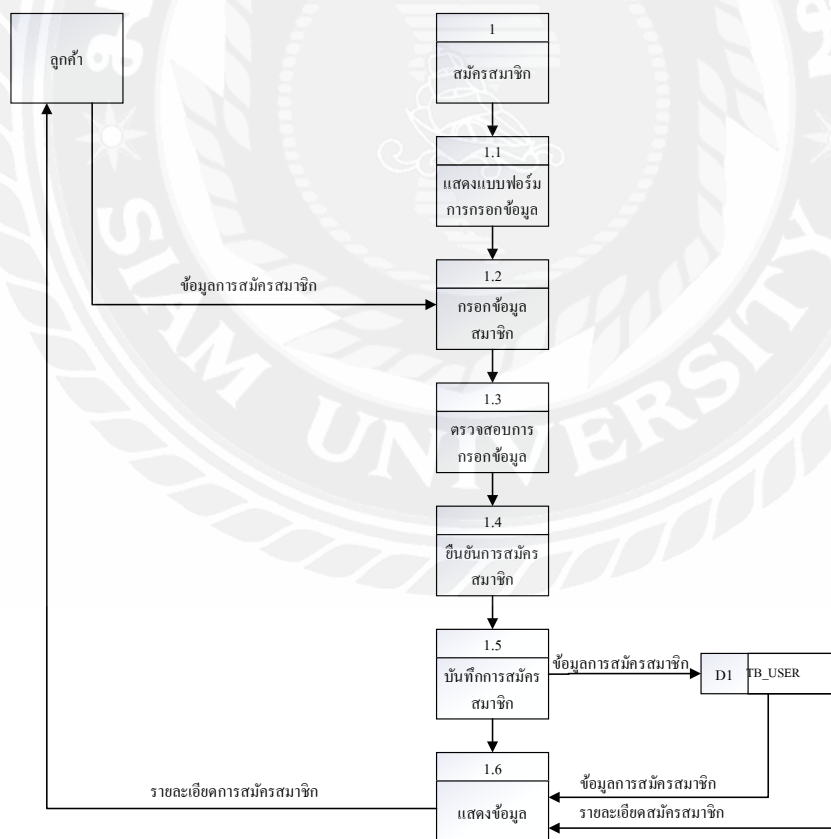 ลูกค้า
1
สมัครสมาชิก
1.1
แสดงแบบฟอร์ม
การกรอกข้อมูล
ข้อมูลการสมัครสมาชิก
1.2
กรอกข้อมูล
สมาชิก
1.3
ตรวจสอบการ
กรอกข้อมูล
1.4
ยืนยันการสมัคร
สมาชิก
1.5
บันทึกการสมัคร
สมาชิก
ข้อมูลการสมัครสมาชิก
D1 TB_USER
1.6
แสดงข้อมูล
ข้อมูลการสมัครสมาชิก
รายละเอียดสมัครสมาชิก
รายละเอียดการสมัครสมาชิก
SIAM UNIVERSITY